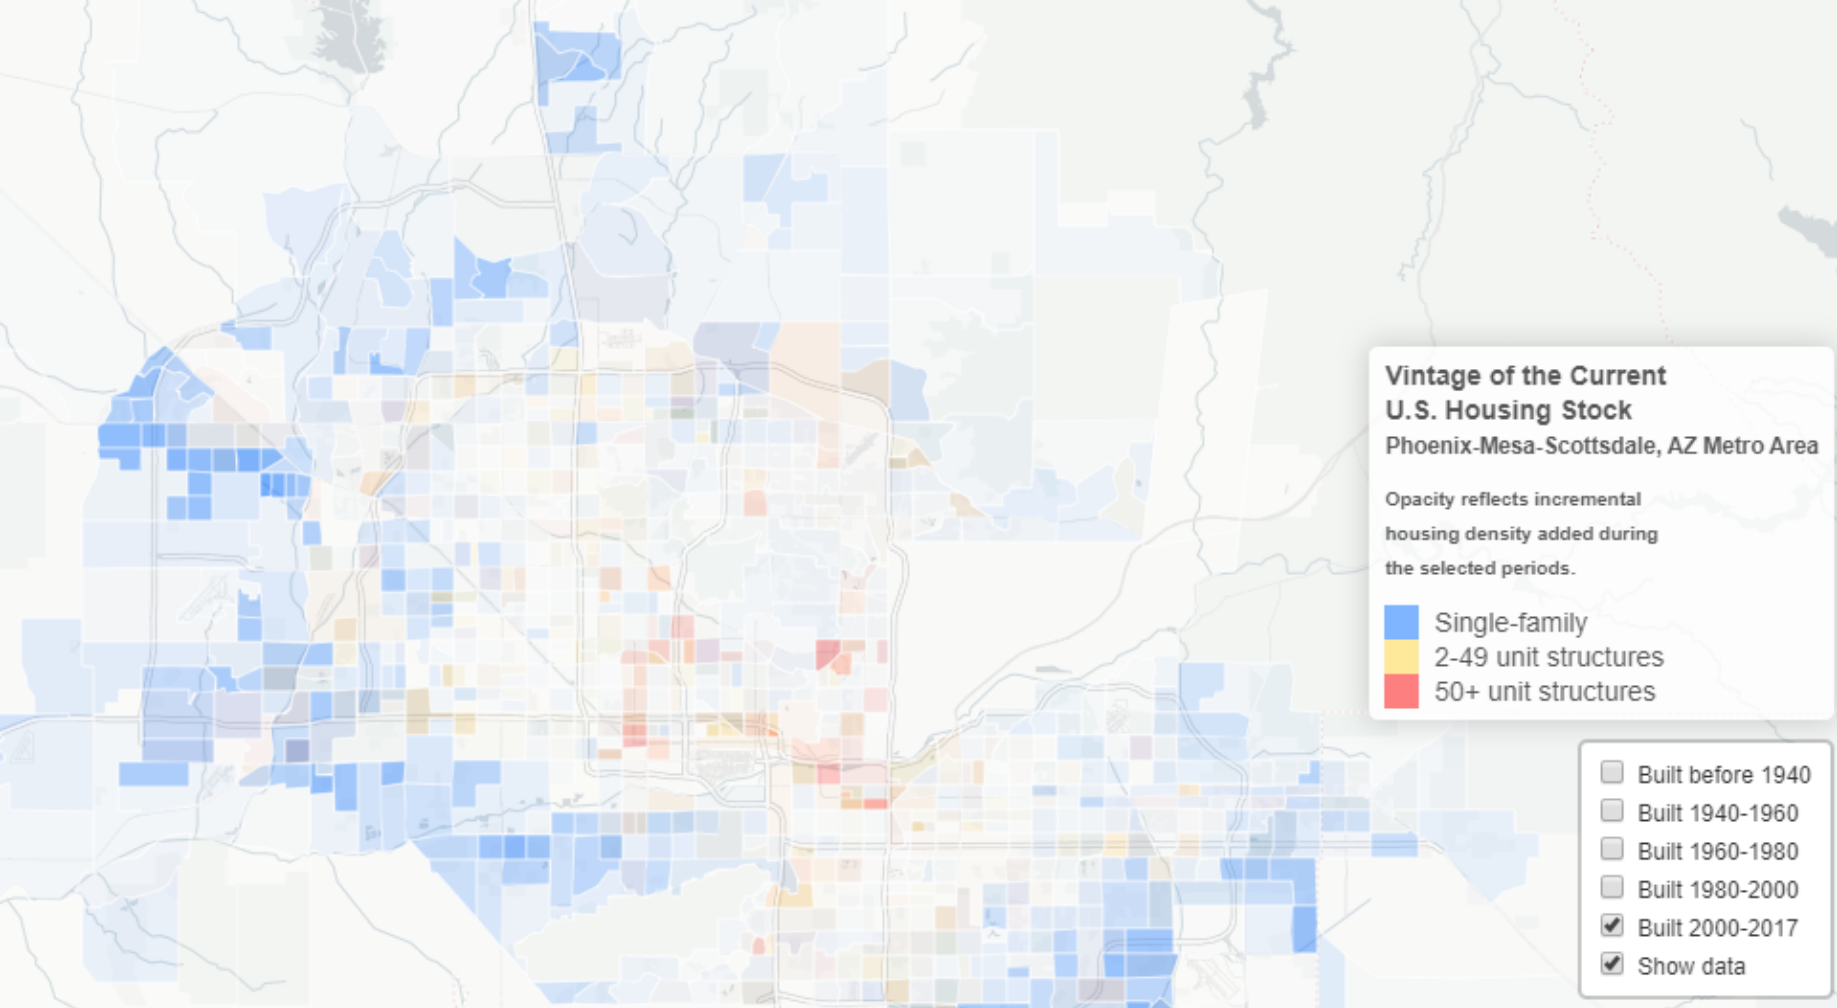 Vintage of the Current
U.S. Housing Stock
Phoenix-Mesa-Scottsdale, AZ Metro Area
Opacity reflects incremental
housing density added during
the selected periods.
Single-family
2-49 unit structures
50+ unit structures
Built before 1940
Built 1940-1960
Built 1960-1980
Built 1980-2000
Built 2000-2017
Show data